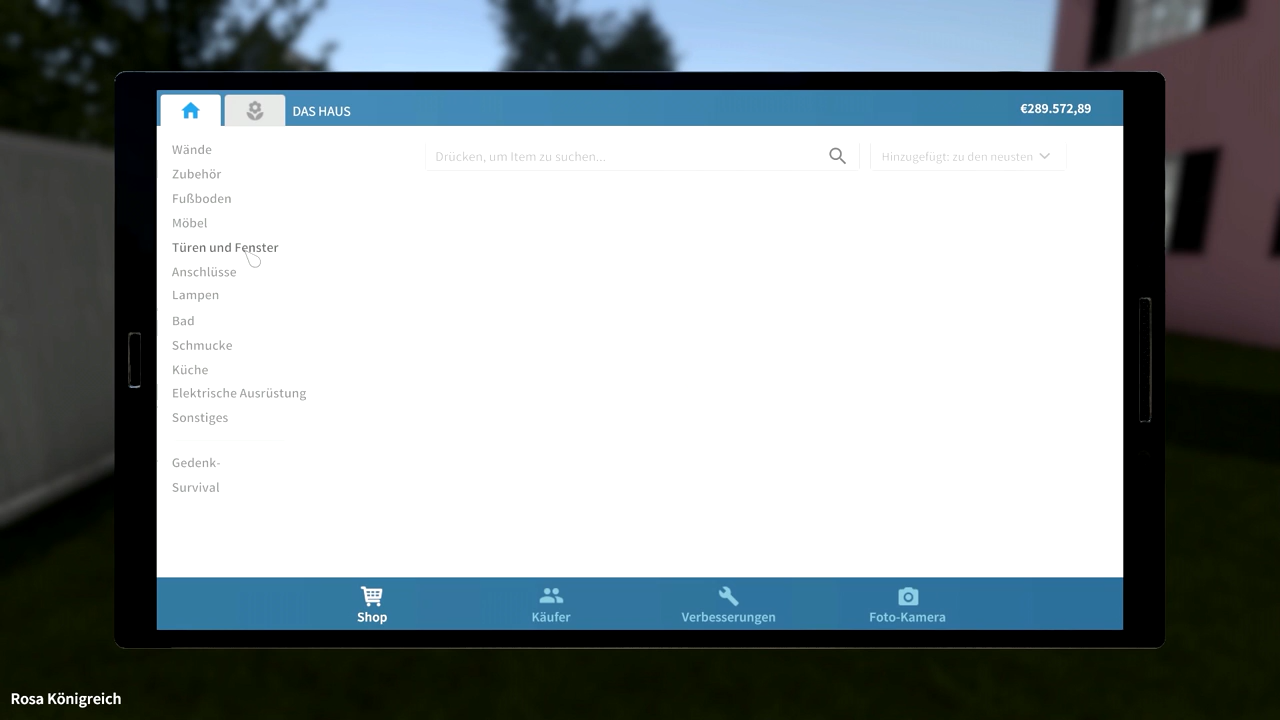 DAS HAUS
€289.572,89
Wände
Zubehör
Fußboden
Möbel
Türen und Fenster
Anschlüsse
Lampen
Bad
Schmucke
Küche
Elektrische Ausrüstung
Sonstiges
Gedenk-
Survival
Drücken, um Item zu suchen...
Hinzugefügt: zu den neusten
Shop
Käufer
Verbesserungen
Foto-Kamera
Rosa Königreich